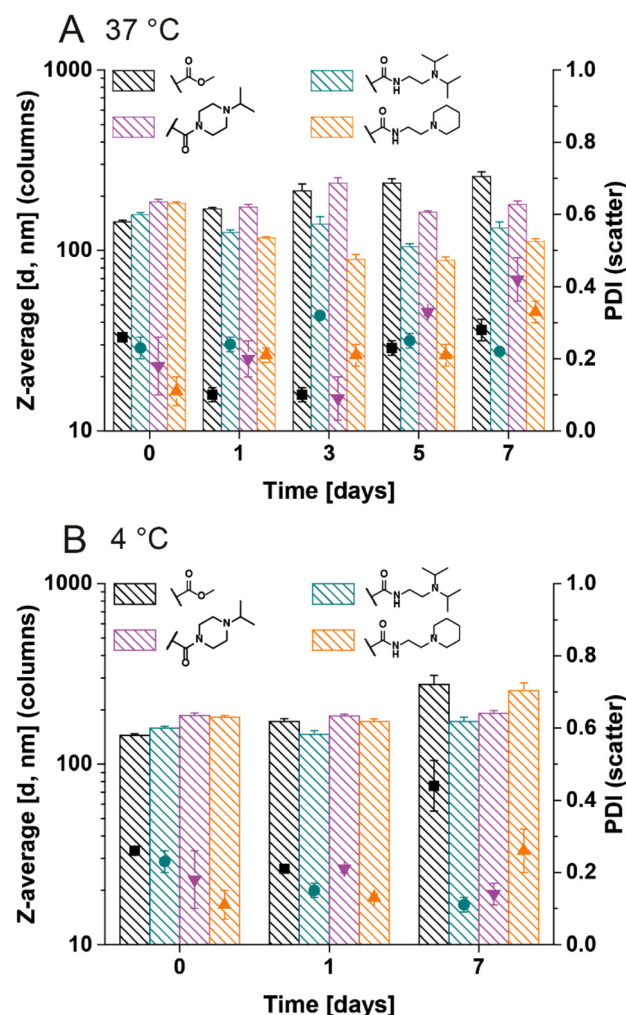 A 37 °C
1000
100
10
Z-average [d, nm] (columns)
O
O
O
N
N
O
N
H
N
O
N
H
N
1.0
0.8
0.6
0.4
0.2
0.0
PDI (scatter)
0 1 3 5 7
Time [days]
B 4 °C
1000
100
10
Z-average [d, nm] (columns)
O
O
O
N
N
O
N
H
N
O
N
H
N
1.0
0.8
0.6
0.4
0.2
0.0
PDI (scatter)
0 1 7
Time [days]